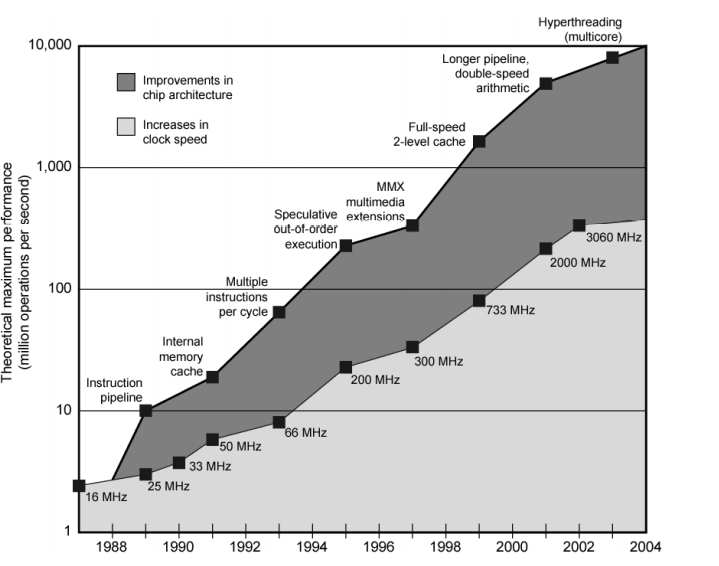 Hyperthreading
(multicore)
10,000
Longer pipeline,
double-speed
arithmetic
Improvements in
chip architecture
Increases in
clock speed
Full-speed
2-level cache
1,000
MMX
multimedia
extensions
Speculative
out-of-order
execution
3060 MHz
2000 MHz
Theoretical maximum performance
(million operations per second)
100
Multiple
instructions
per cycle
733 MHz
Internal
memory
cache
300 MHz
200 MHz
Instruction
pipeline
10
66 MHz
50 MHz
33 MHz
25 MHz
16 MHz
1
1988 1990 1992 1994 1996 1998 2000 2002 2004